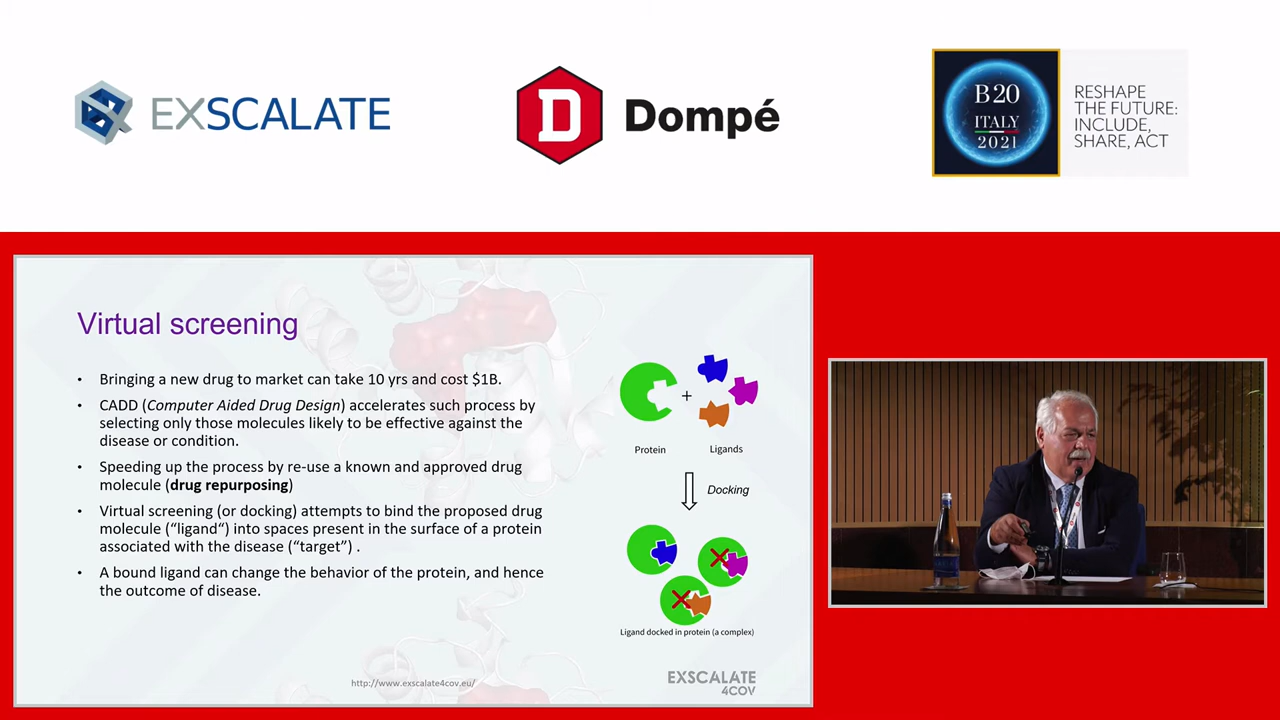 EXSCALATE
D
Dompé
B20
ITALY
2021
RESHAPE
THE FUTURE:
INCLUDE,
SHARE, ACT
Virtual screening
• Bringing a new drug to market can take 10 yrs and cost $1B.
• CADD (Computer Aided Drug Design) accelerates such process by
selecting only those molecules likely to be effective against the
disease or condition.
• Speeding up the process by re-use a known and approved drug
molecule (drug repurposing)
• Virtual screening (or docking) attempts to bind the proposed drug
molecule (“ligand“) into spaces present in the surface of a protein
associated with the disease (“target”) .
• A bound ligand can change the behavior of the protein, and hence
the outcome of disease.
+
Protein
Ligands
Docking
Ligand docked in protein (a complex)
http://www.exscalate4cov.eu/
EXSCALATE
4COV